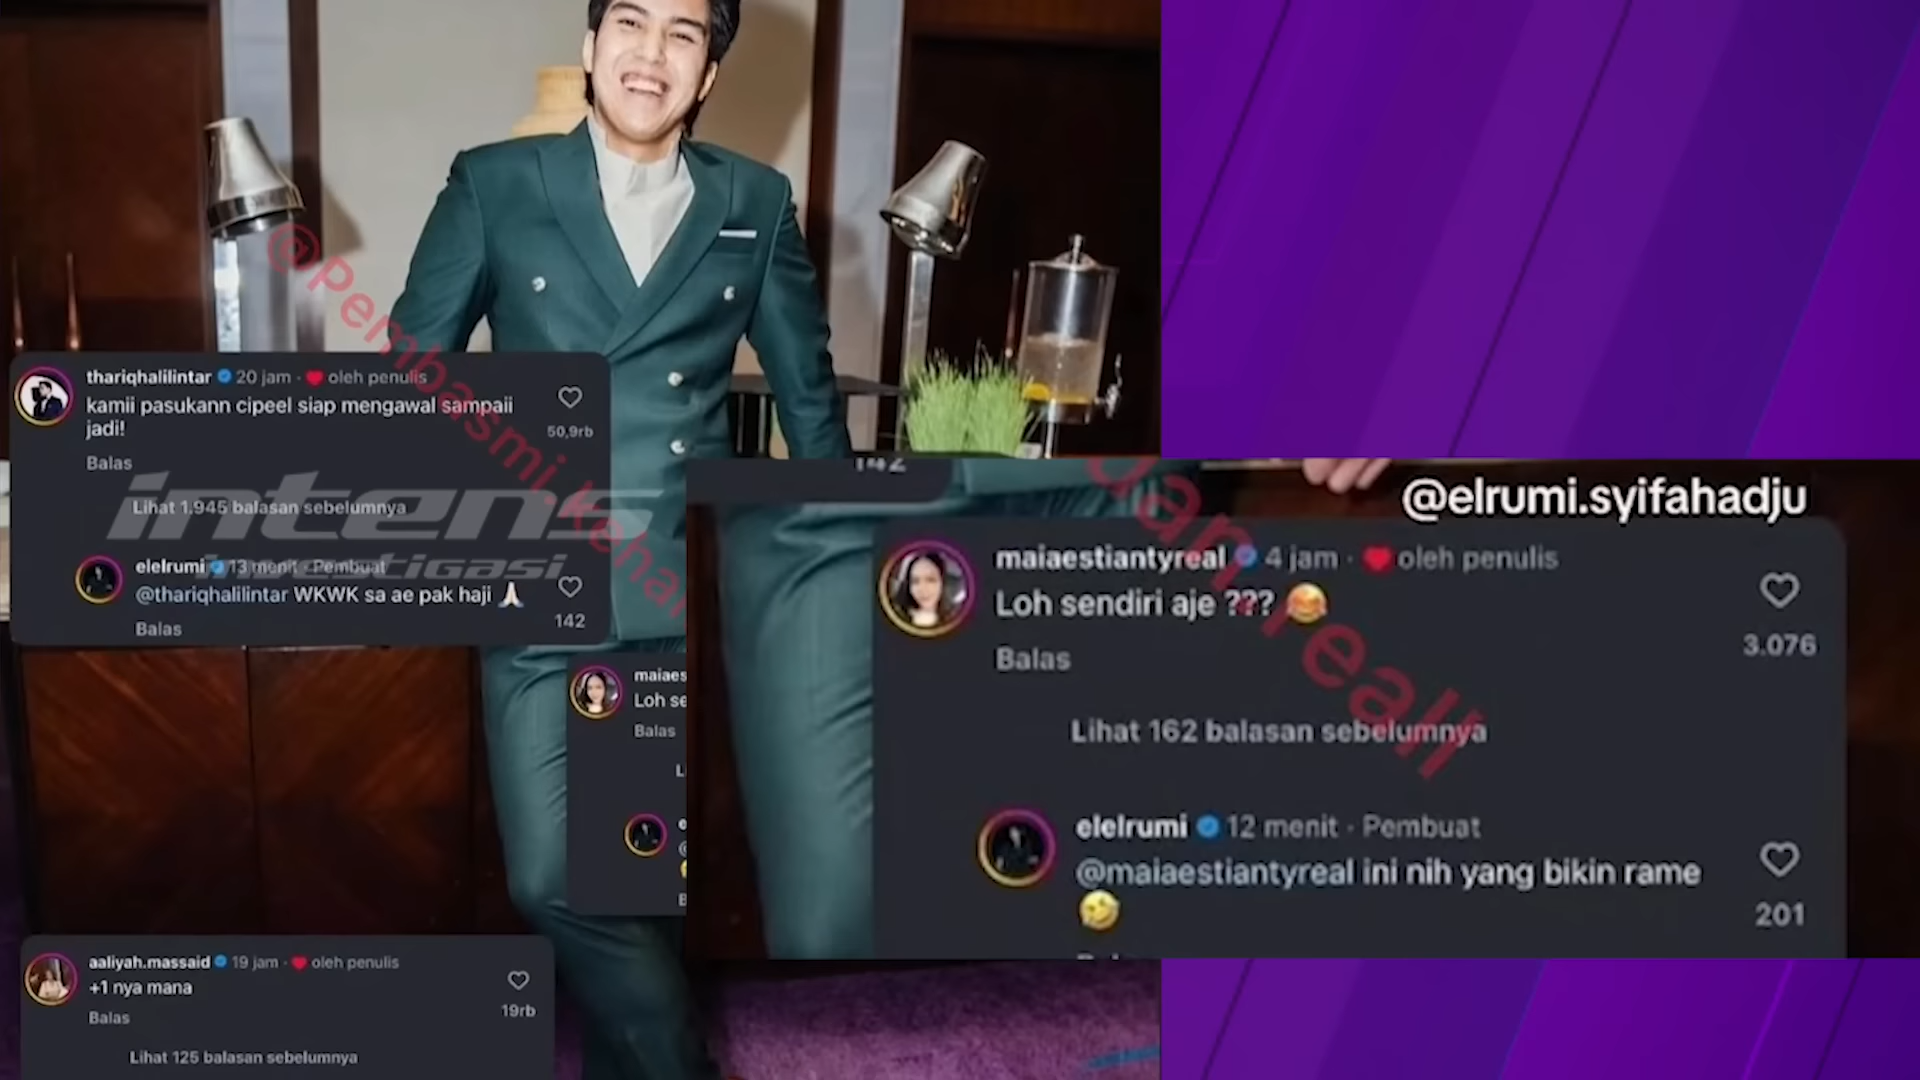 thariqhalilintar 20 jam · oleh penulis
kamii pasukann cipeel siap mengawal sampaii
jadi!
50,9rb
Balas
Lihat 1.945 balasan sebelumnya
elelrumi 13 menit · Pembuat
@thariqhalilintar WKWK sa ae pak haji 🙏
142
Balas
intens
investigasi
@Pembasmi.kehar
maiaes
Loh se
Balas
L
e
@
B
aaliyah.massaid 19 jam · oleh penulis
+1 nya mana
19rb
Balas
Lihat 125 balasan sebelumnya
142
@elrumi.syifahadju
maiaestiantyreal 4 jam · oleh penulis
Loh sendiri aje ??? 😂
3.076
Balas
Lihat 162 balasan sebelumnya
elelrumi 12 menit · Pembuat
@maiaestiantyreal ini nih yang bikin rame
🤣
201
dan.reall